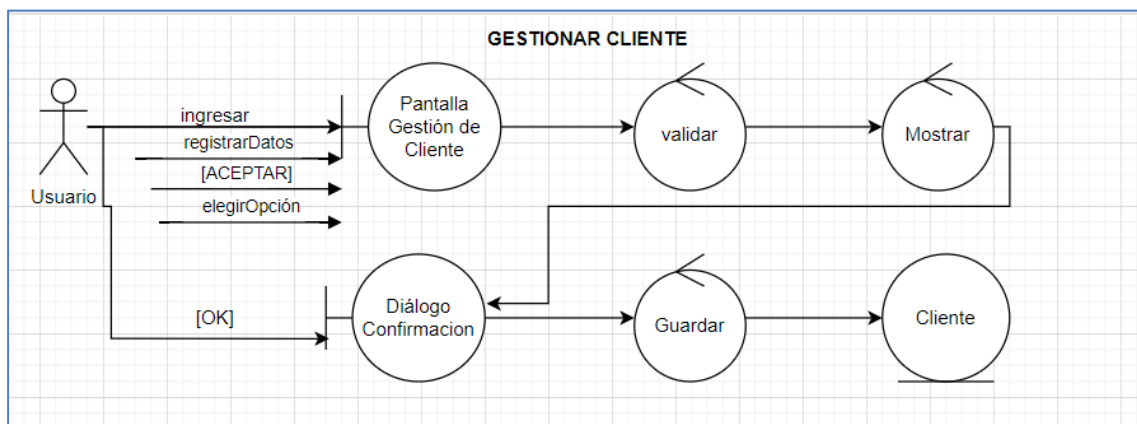 GESTIONAR CLIENTE
ingresar
registrarDatos
[ACEPTAR]
elegirOpción
Usuario
Pantalla
Gestión de
Cliente
validar
Mostrar
[OK]
Diálogo
Confirmacion
Guardar
Cliente